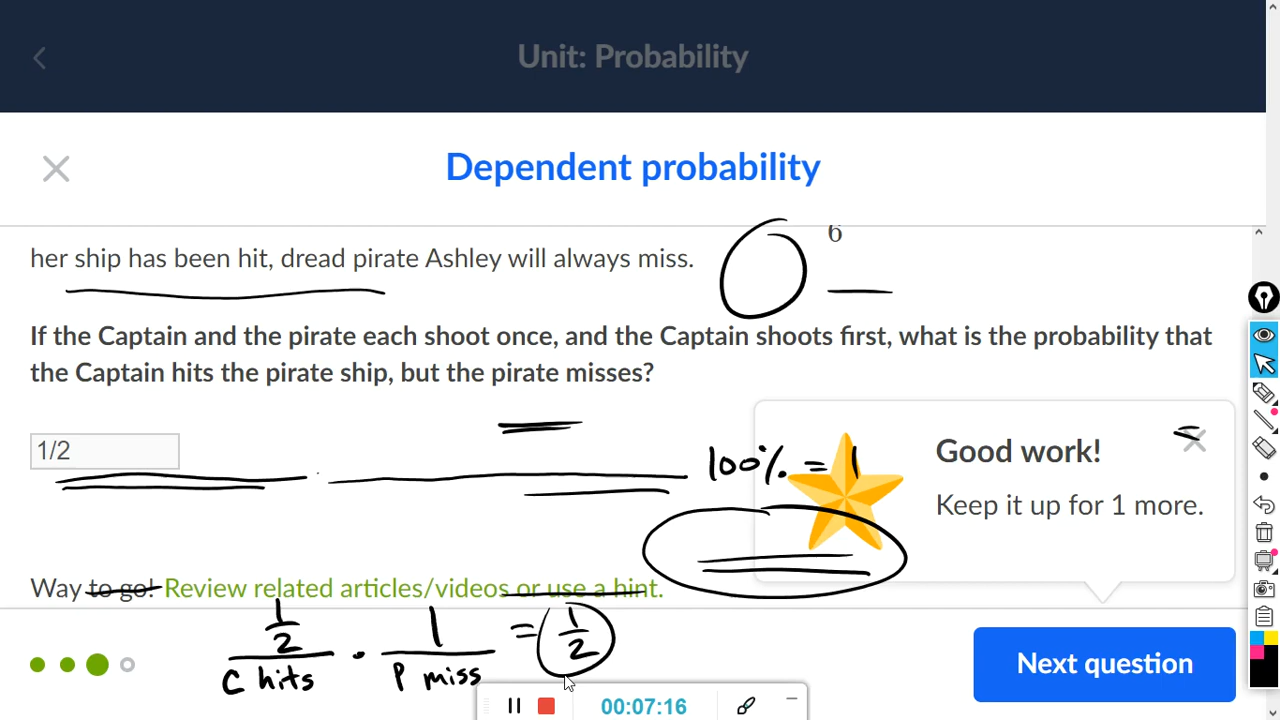 Unit: Probability
Dependent probability
her ship has been hit, dread pirate Ashley will always miss.
6
If the Captain and the pirate each shoot once, and the Captain shoots first, what is the probability that
the Captain hits the pirate ship, but the pirate misses?
1/2
100% = 1
Good work!
Keep it up for 1 more.
Way to go! Review related articles/videos or use a hint.
1/2 · 1 = 1/2
C hits P miss
Next question
00:07:16